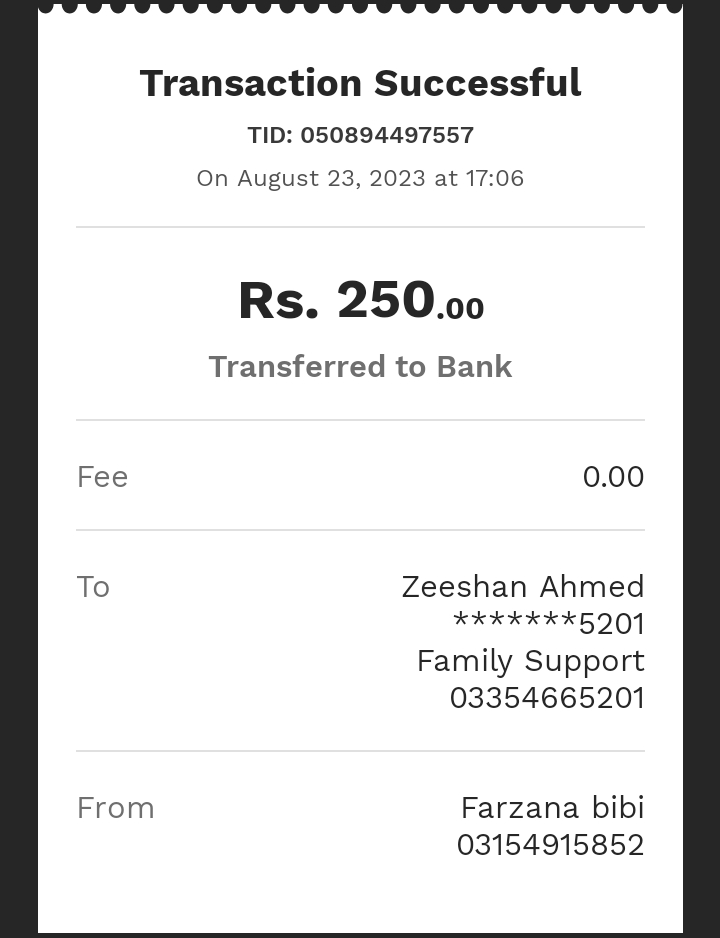 Transaction Successful
TID: 050894497557
On August 23, 2023 at 17:06
Rs. 250.00
Transferred to Bank
Fee 0.00
To Zeeshan Ahmed
*******5201
Family Support
03354665201
From Farzana bibi
03154915852